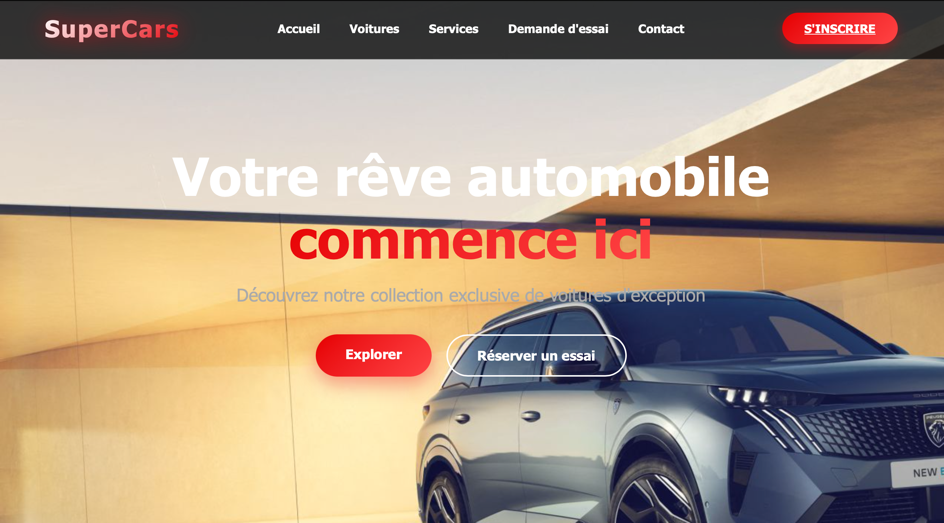 SuperCars
Accueil
Voitures
Services
Demande d'essai
Contact
S'INSCRIRE
Votre rêve automobile
commence ici
Découvrez notre collection exclusive de voitures d'exception
Explorer
Réserver un essai
NEW